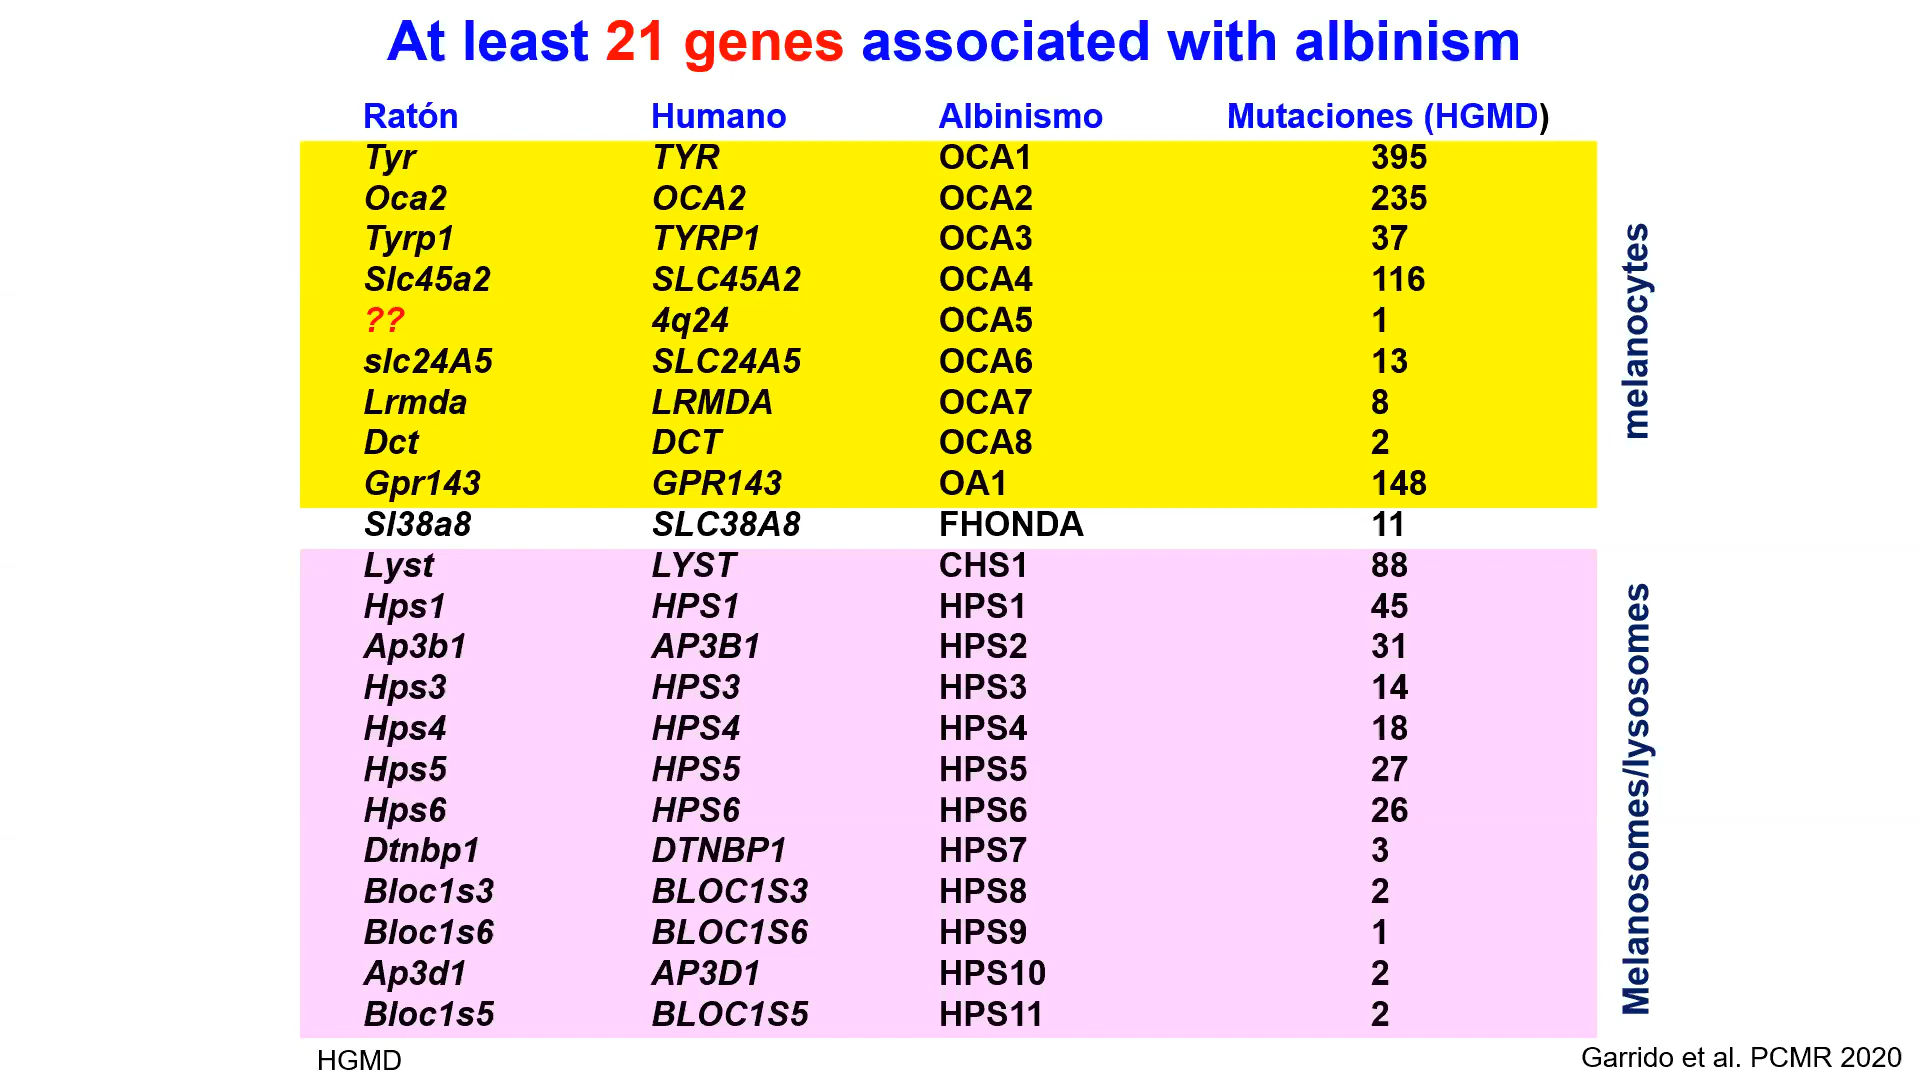 At least 21 genes associated with albinism
Ratón Humano Albinismo Mutaciones (HGMD)
Tyr TYR OCA1 395
Oca2 OCA2 OCA2 235
Tyrp1 TYRP1 OCA3 37
Slc45a2 SLC45A2 OCA4 116
?? 4q24 OCA5 1
slc24A5 SLC24A5 OCA6 13
Lrmda LRMDA OCA7 8
Dct DCT OCA8 2
Gpr143 GPR143 OA1 148
melanocytes
Sl38a8 SLC38A8 FHONDA 11
Lyst LYST CHS1 88
Hps1 HPS1 HPS1 45
Ap3b1 AP3B1 HPS2 31
Hps3 HPS3 HPS3 14
Hps4 HPS4 HPS4 18
Hps5 HPS5 HPS5 27
Hps6 HPS6 HPS6 26
Dtnbp1 DTNBP1 HPS7 3
Bloc1s3 BLOC1S3 HPS8 2
Bloc1s6 BLOC1S6 HPS9 1
Ap3d1 AP3D1 HPS10 2
Bloc1s5 BLOC1S5 HPS11 2
Melanosomes/lysosomes
HGMD
Garrido et al. PCMR 2020